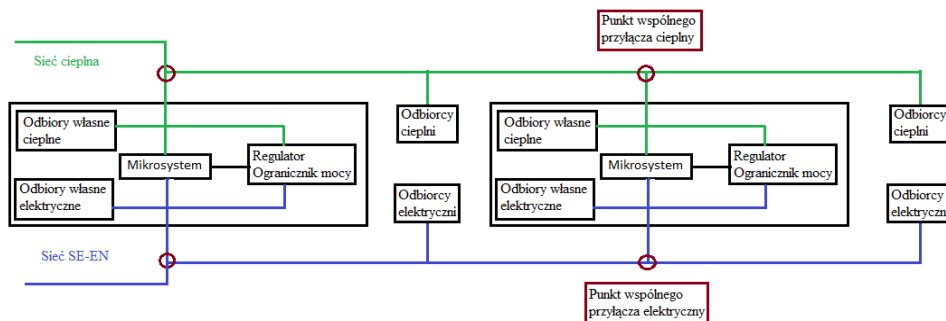 Punkt wspólnego
przyłącza cieplny
Sieć cieplna
Odbiory własne
cieplne
Mikrosystem
Regulator
Ogranicznik mocy
Odbiory własne
elektryczne
Odbiorcy
cieplni
Odbiorcy
elektryczni
Odbiory własne
cieplne
Mikrosystem
Regulator
Ogranicznik mocy
Odbiory własne
elektryczne
Odbiorcy
cieplni
Odbiorcy
elektryczni
Sieć SE-EN
Punkt wspólnego
przyłącza elektryczny